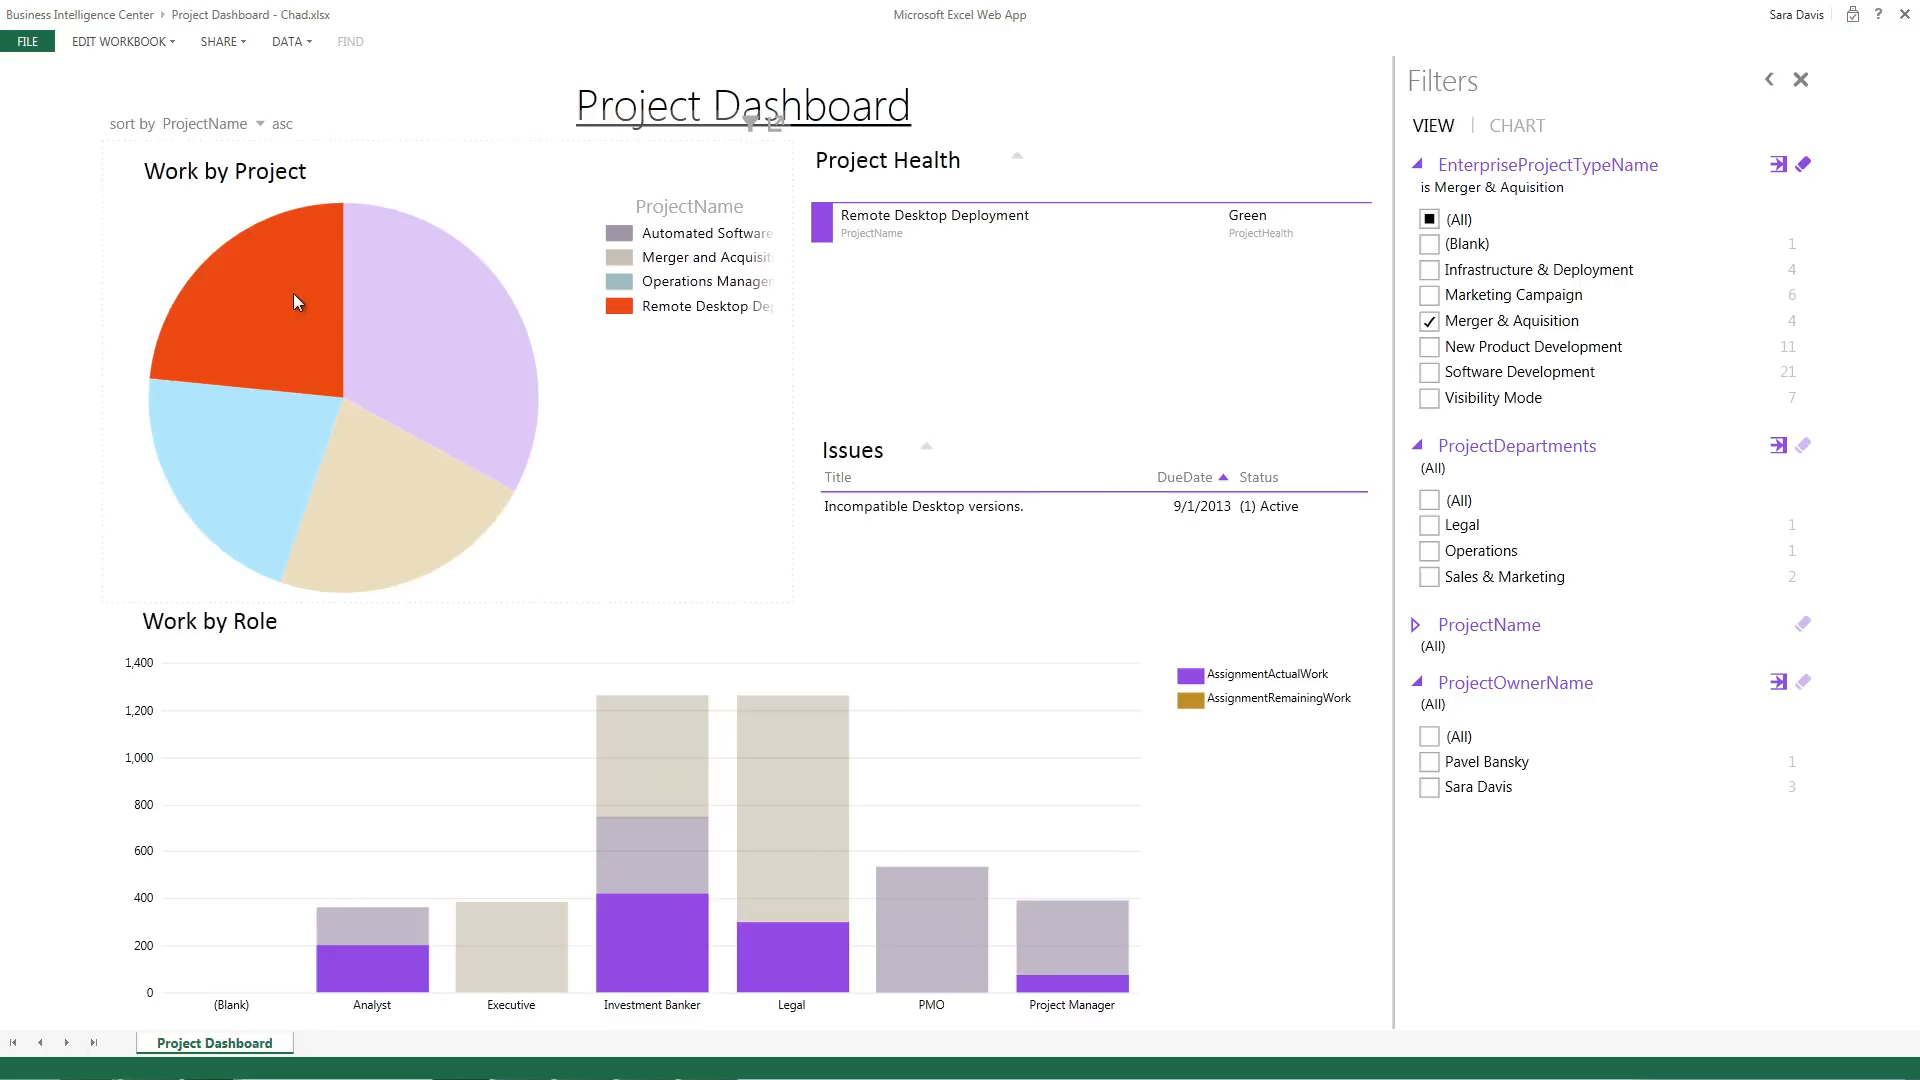 Business Intelligence Center Project Dashboard - Chad.xlsx
Microsoft Excel Web App
Sara Davis
?
FILE
EDIT WORKBOOK
SHARE
DATA
FIND
Project Dashboard
sort by ProjectName asc
Work by Project
ProjectName
Automated Software
Merger and Acquisit
Operations Manager
Remote Desktop De
Project Health
Remote Desktop Deployment Green
ProjectName ProjectHealth
Issues
Title DueDate Status
Incompatible Desktop versions. 9/1/2013 (1) Active
Work by Role
1,400
1,200
1,000
800
600
400
200
0
(Blank) Analyst Executive Investment Banker Legal PMO Project Manager
AssignmentActualWork
AssignmentRemainingWork
Filters
VIEW | CHART
EnterpriseProjectTypeName
is Merger & Aquisition
(All)
(Blank) 1
Infrastructure & Deployment 4
Marketing Campaign 6
Merger & Aquisition 4
New Product Development 11
Software Development 21
Visibility Mode 7
ProjectDepartments
(All)
(All)
Legal 1
Operations 1
Sales & Marketing 2
ProjectName
(All)
ProjectOwnerName
(All)
(All)
Pavel Bansky 1
Sara Davis 3
Project Dashboard